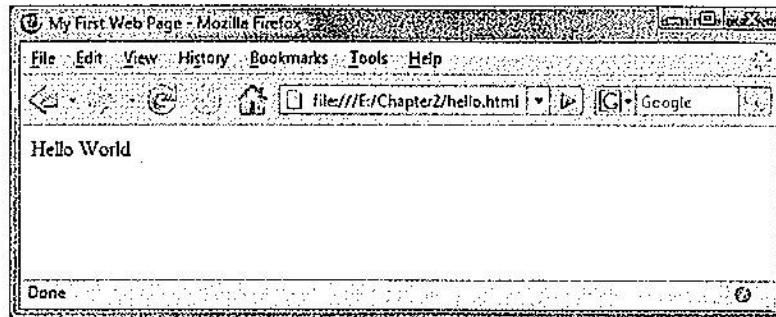 My First Web Page - Mozilla Firefox
File Edit View History Bookmarks Tools Help
file:///E:/Chapter2/hello.html Google
Hello World
Done